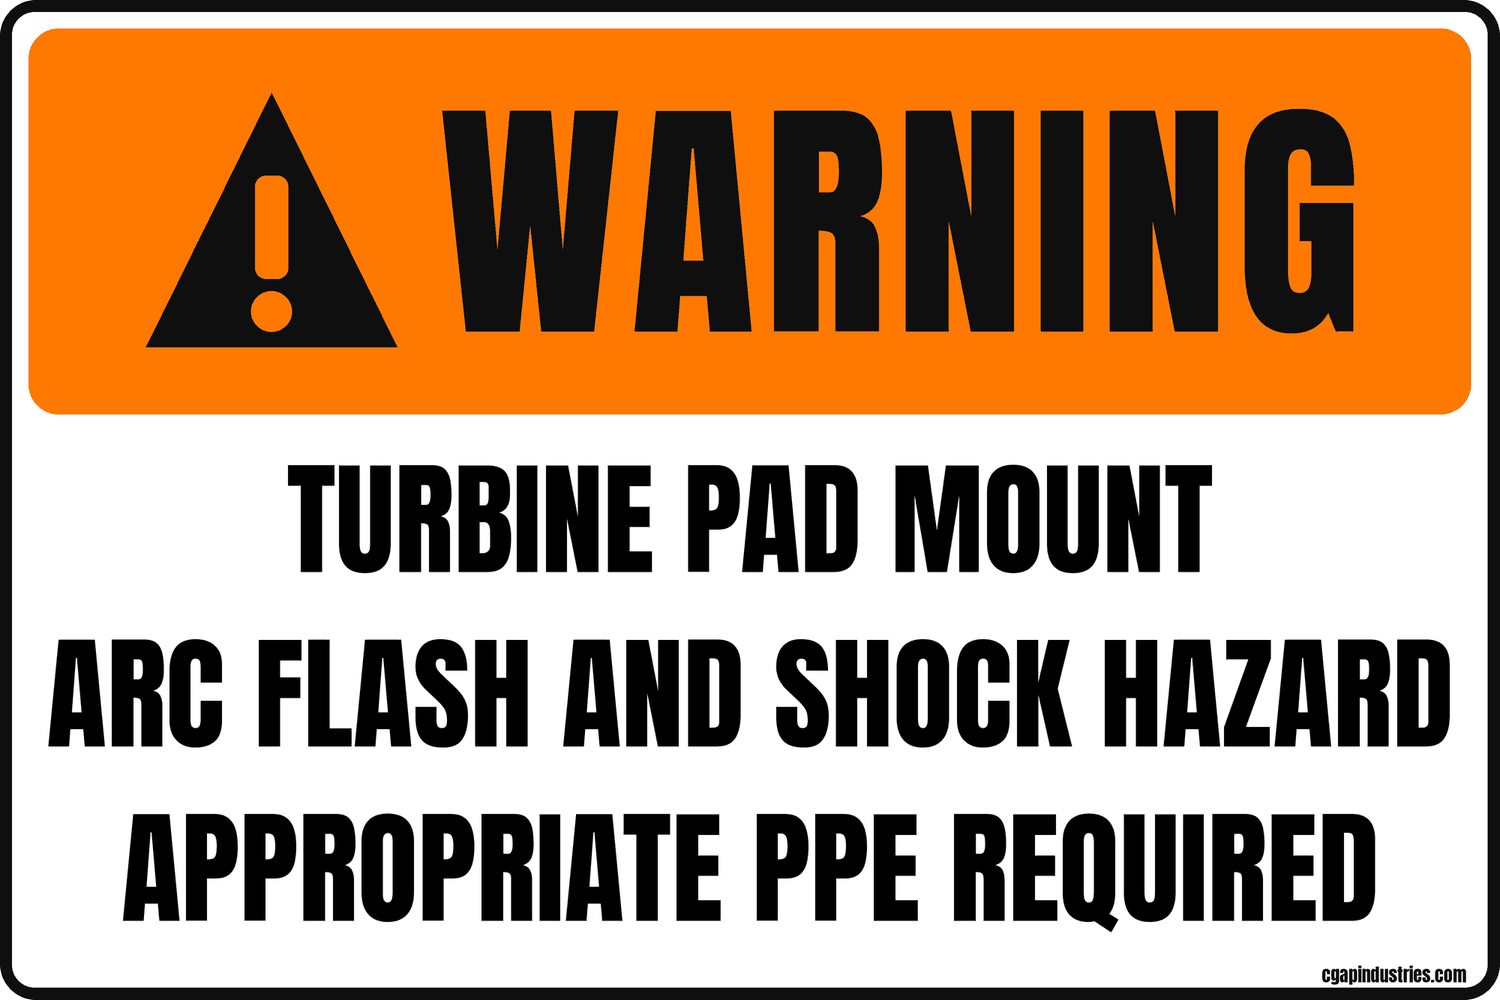 WARNING
TURBINE PAD MOUNT
ARC FLASH AND SHOCK HAZARD
APPROPRIATE PPE REQUIRED
cgapindustries.com